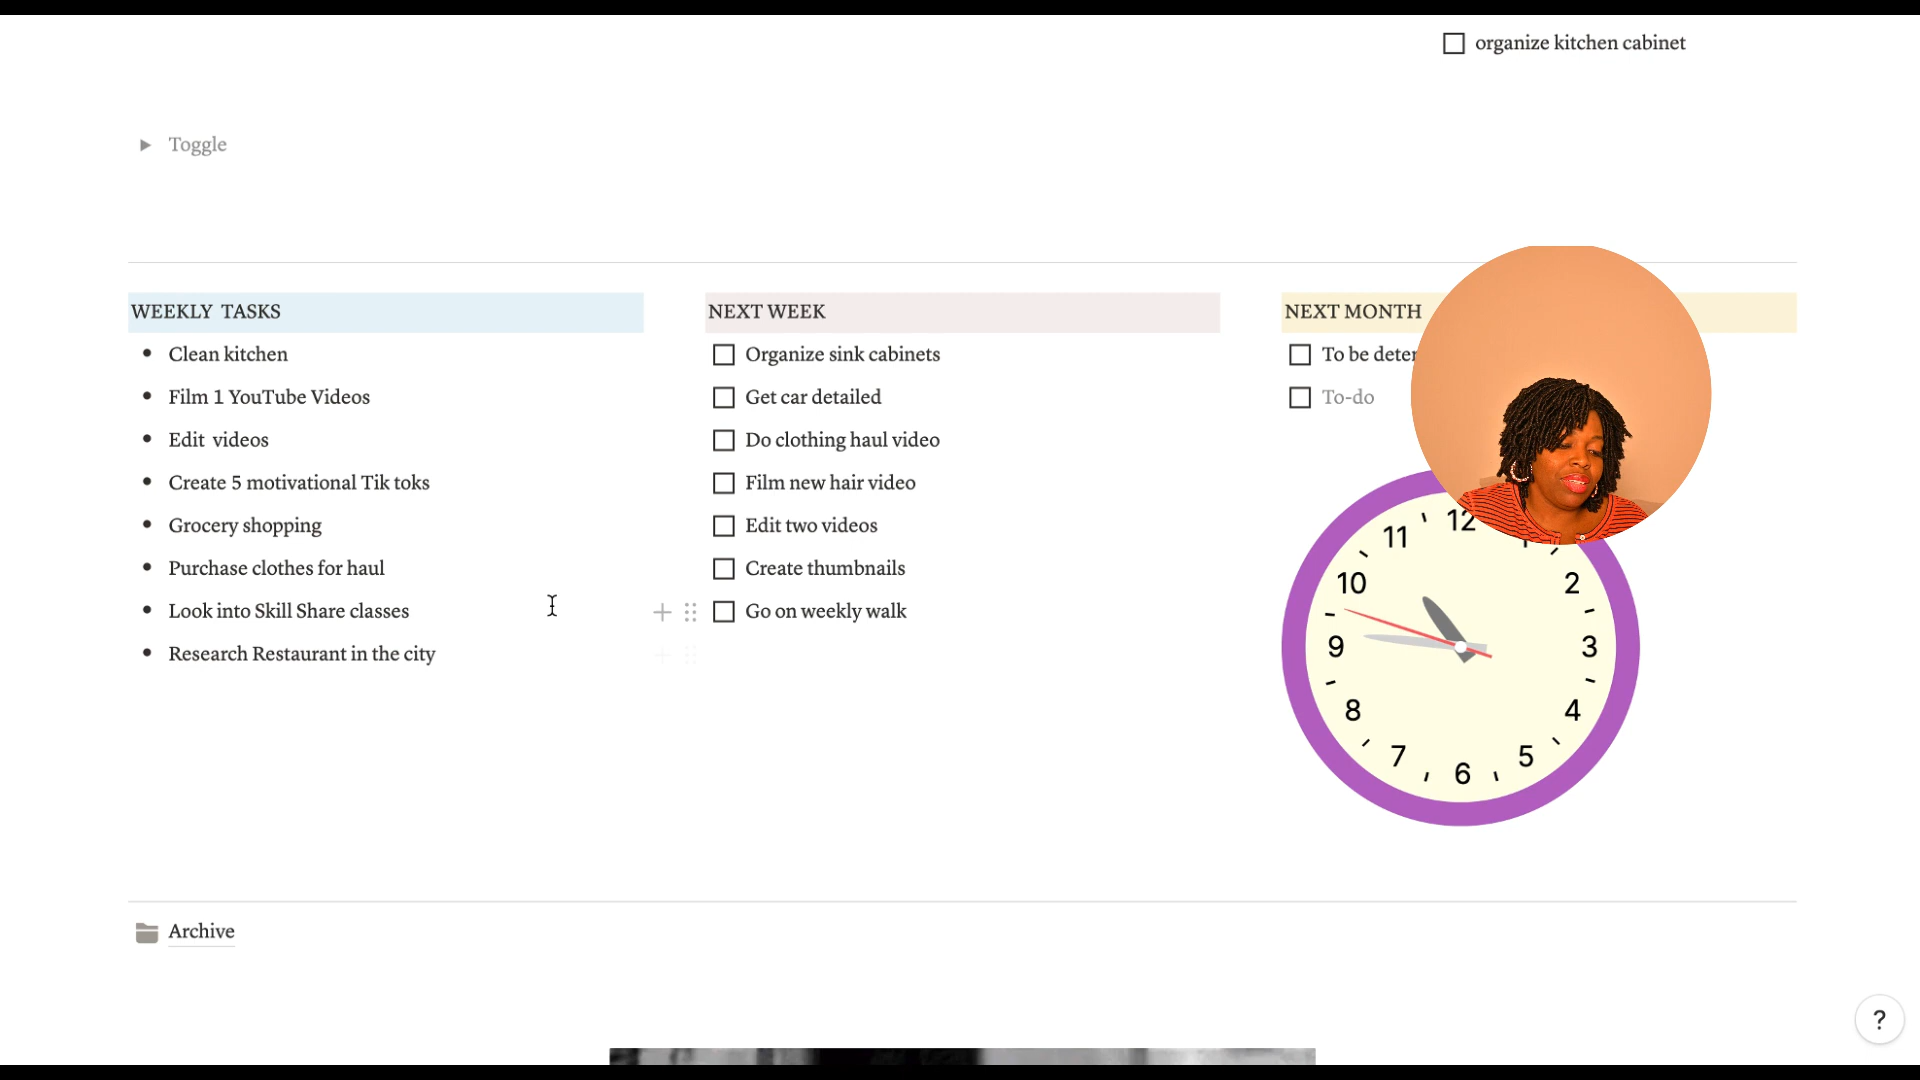 organize kitchen cabinet
Toggle
WEEKLY TASKS
Clean kitchen
Film 1 YouTube Videos
Edit videos
Create 5 motivational Tik toks
Grocery shopping
Purchase clothes for haul
Look into Skill Share classes
Research Restaurant in the city
NEXT WEEK
Organize sink cabinets
Get car detailed
Do clothing haul video
Film new hair video
Edit two videos
Create thumbnails
Go on weekly walk
NEXT MONTH
To be
To-do
12
2
3
4
5
6
7
8
9
10
11
Archive
?